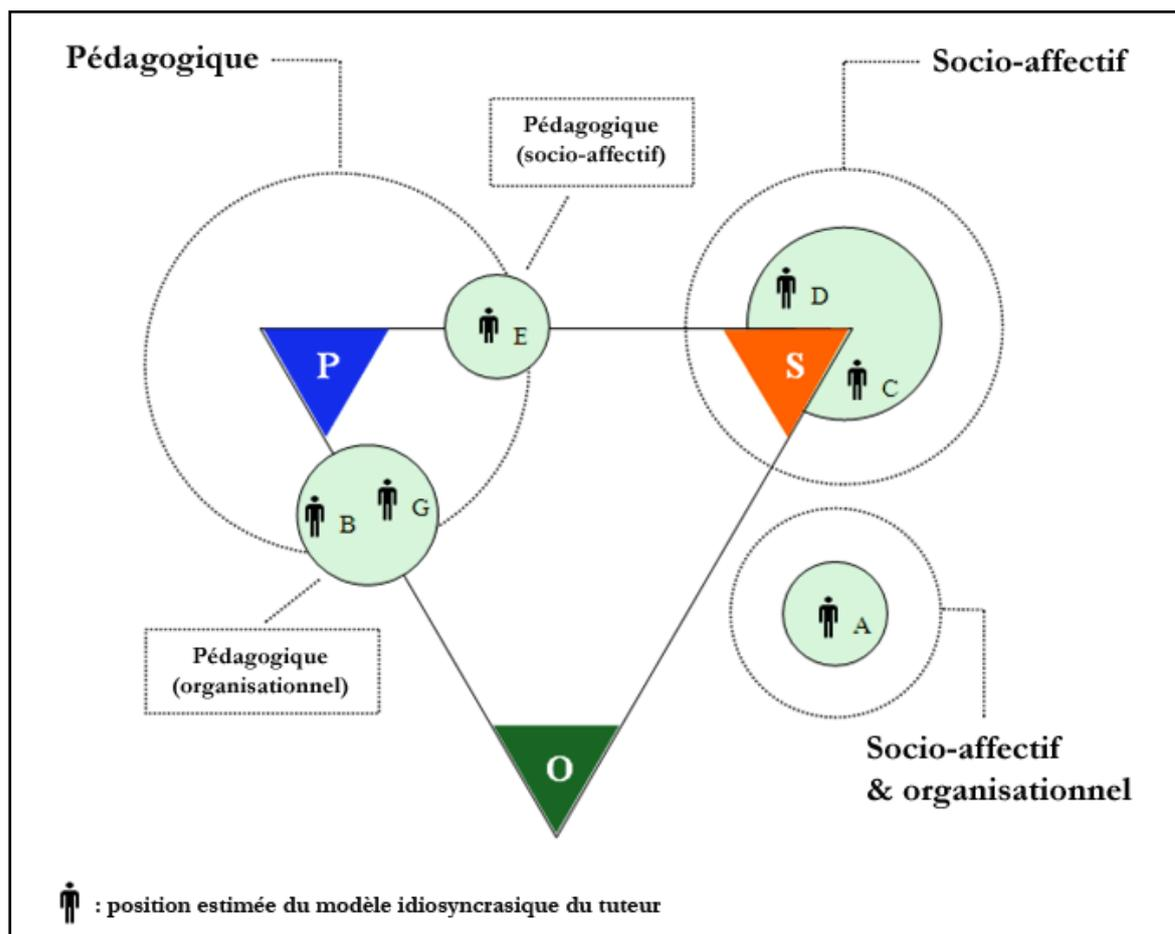 Pédagogique
Socio-affectif
Pédagogique
(socio-affectif)
D
E
P
S
C
G
B
A
Pédagogique
(organisationnel)
O
Socio-affectif
& organisationnel
: position estimée du modèle idiosyncrasique du tuteur